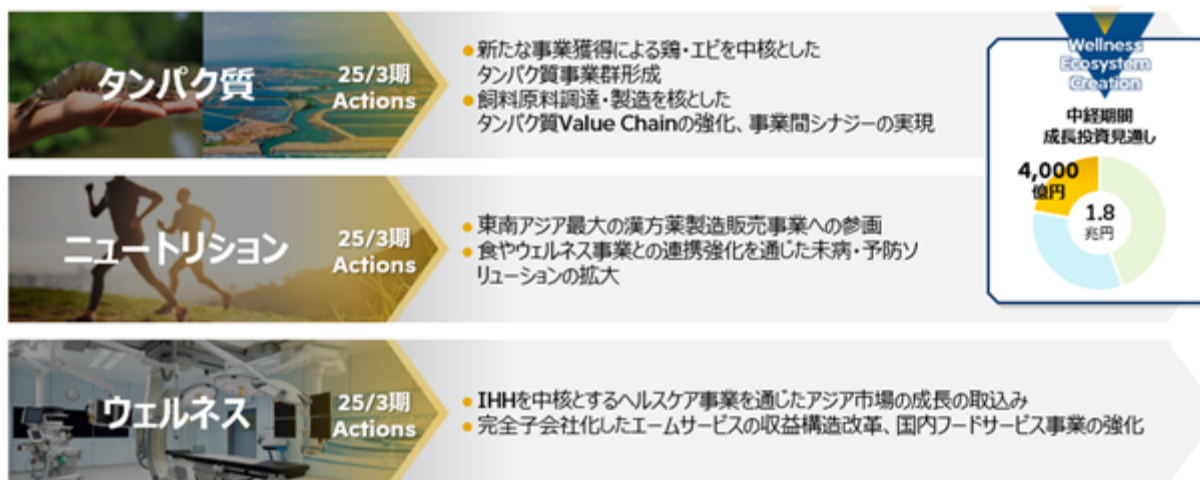 タンパク質
25/3期
Actions
●新たな事業獲得による鶏・エビを中核とした
タンパク質事業群形成
●飼料原料調達・製造を核とした
タンパク質Value Chainの強化、事業間シナジーの実現
Wellness
Ecosystem
Creation
中経期間
成長投資見通し
4,000
億円
1.8
兆円
ニュートリション
25/3期
Actions
●東南アジア最大の漢方薬製造販売事業への参画
●食やウェルネス事業との連携強化を通じた未病・予防ソ
リューションの拡大
ウェルネス
25/3期
Actions
●IHHを中核とするヘルスケア事業を通じたアジア市場の成長の取込み
●完全子会社化したエームサービスの収益構造改革、国内フードサービス事業の強化